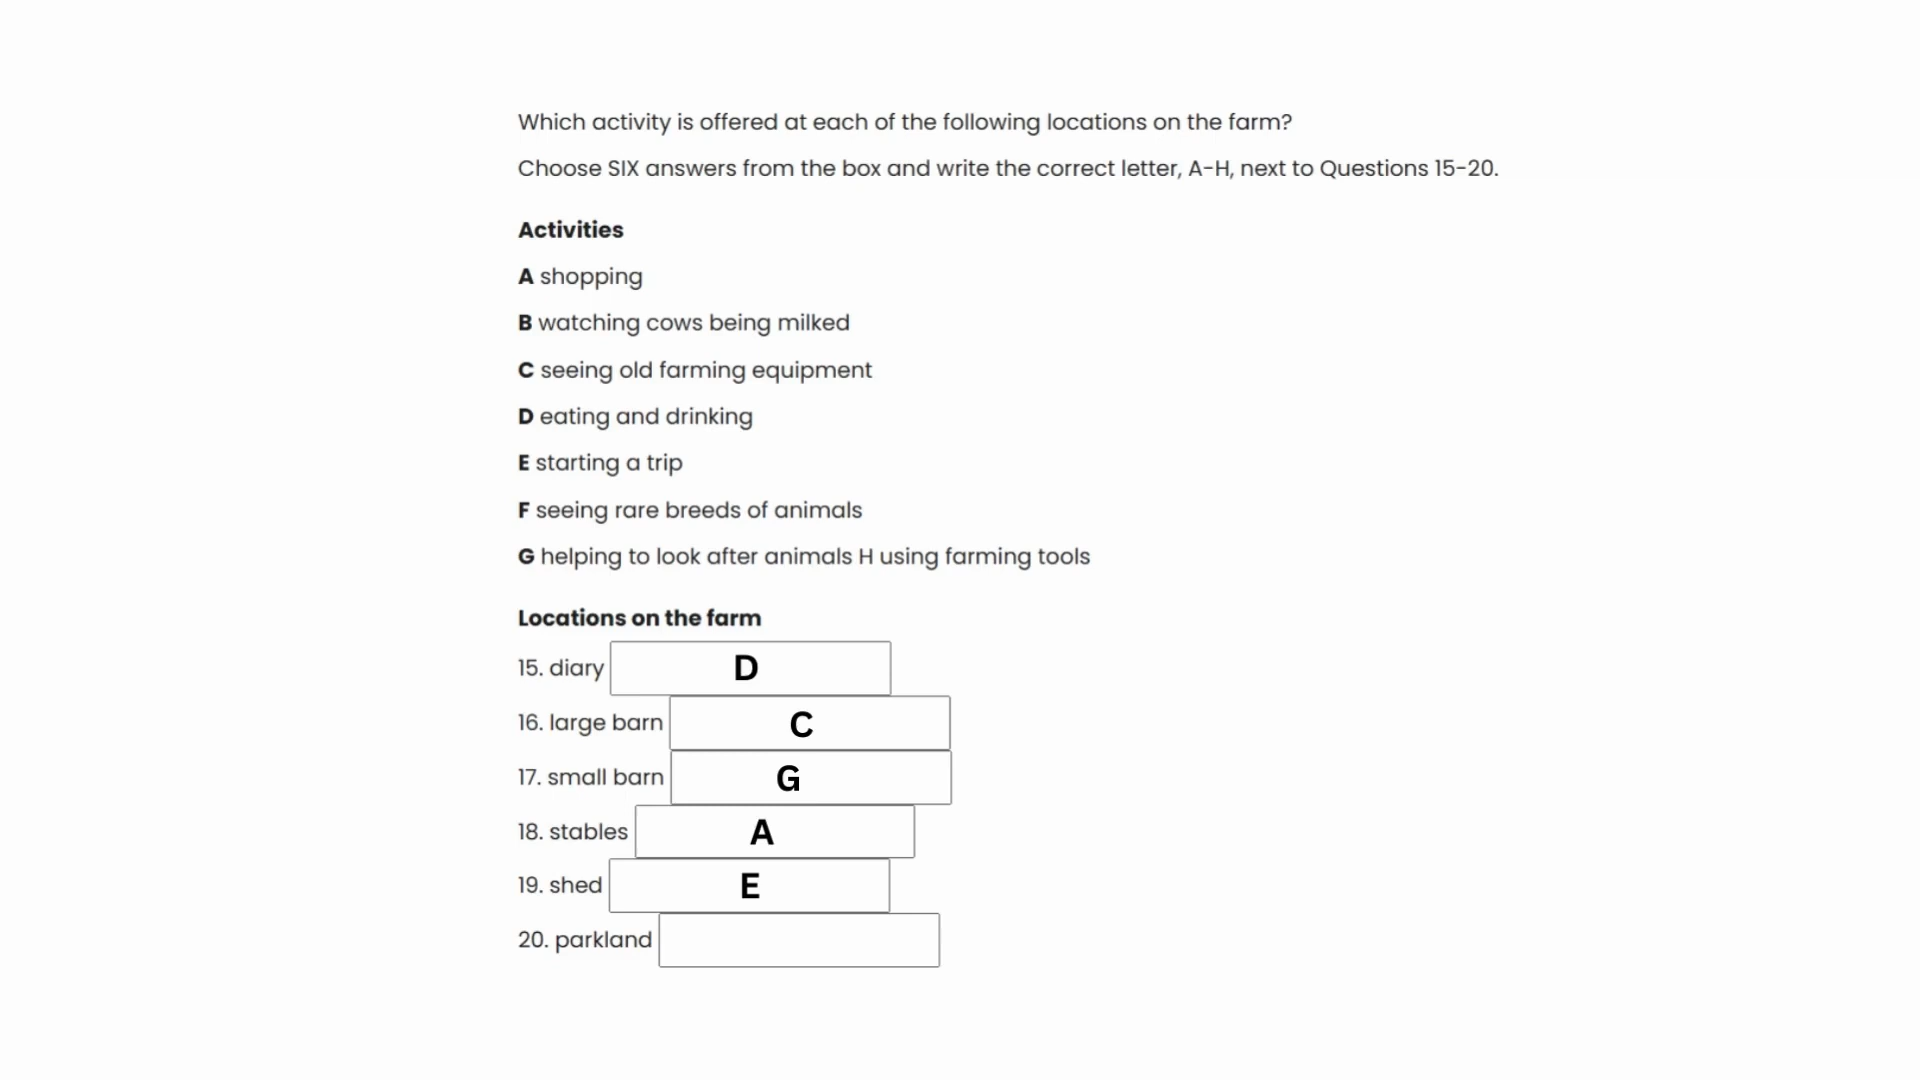 Which activity is offered at each of the following locations on the farm?
Choose SIX answers from the box and write the correct letter, A-H, next to Questions 15-20.
Activities
A shopping
B watching cows being milked
C seeing old farming equipment
D eating and drinking
E starting a trip
F seeing rare breeds of animals
G helping to look after animals H using farming tools
Locations on the farm
15. diary D
16. large barn C
17. small barn G
18. stables A
19. shed E
20. parkland